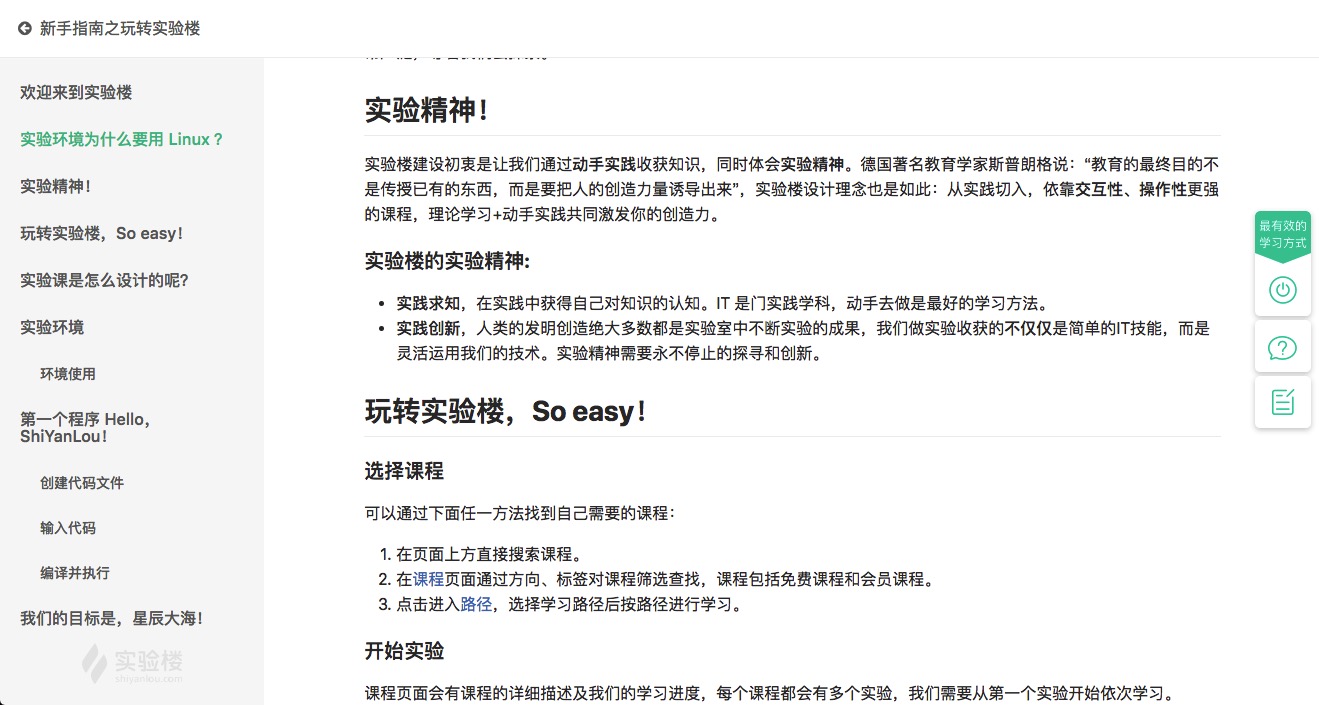 新手指南之玩转实验楼
欢迎来到实验楼
实验环境为什么要用 Linux？
实验精神！
玩转实验楼，So easy！
实验课是怎么设计的呢？
实验环境
环境使用
第一个程序 Hello，
ShiYanLou！
创建代码文件
输入代码
编译并执行
我们的目标是，星辰大海！
实验楼
shiyanlou.com
实验精神！
实验楼建设初衷是让我们通过动手实践收获知识，同时体会实验精神。德国著名教育学家斯普朗格说：“教育的最终目的不
是传授已有的东西，而是要把人的创造力量诱导出来”，实验楼设计理念也是如此：从实践切入，依靠交互性、操作性更强
的课程，理论学习+动手实践共同激发你的创造力。
实验楼的实验精神:
实践求知，在实践中获得自己对知识的认知。IT 是门实践学科，动手去做是最好的学习方法。
实践创新，人类的发明创造绝大多数都是实验室中不断实验的成果，我们做实验收获的不仅仅是简单的IT技能，而是
灵活运用我们的技术。实验精神需要永不停止的探寻和创新。
玩转实验楼，So easy！
选择课程
可以通过下面任一方法找到自己需要的课程：
1. 在页面上方直接搜索课程。
2. 在课程页面通过方向、标签对课程筛选查找，课程包括免费课程和会员课程。
3. 点击进入路径，选择学习路径后按路径进行学习。
开始实验
课程页面会有课程的详细描述及我们的学习进度，每个课程都会有多个实验，我们需要从第一个实验开始依次学习。
最有效的
学习方式